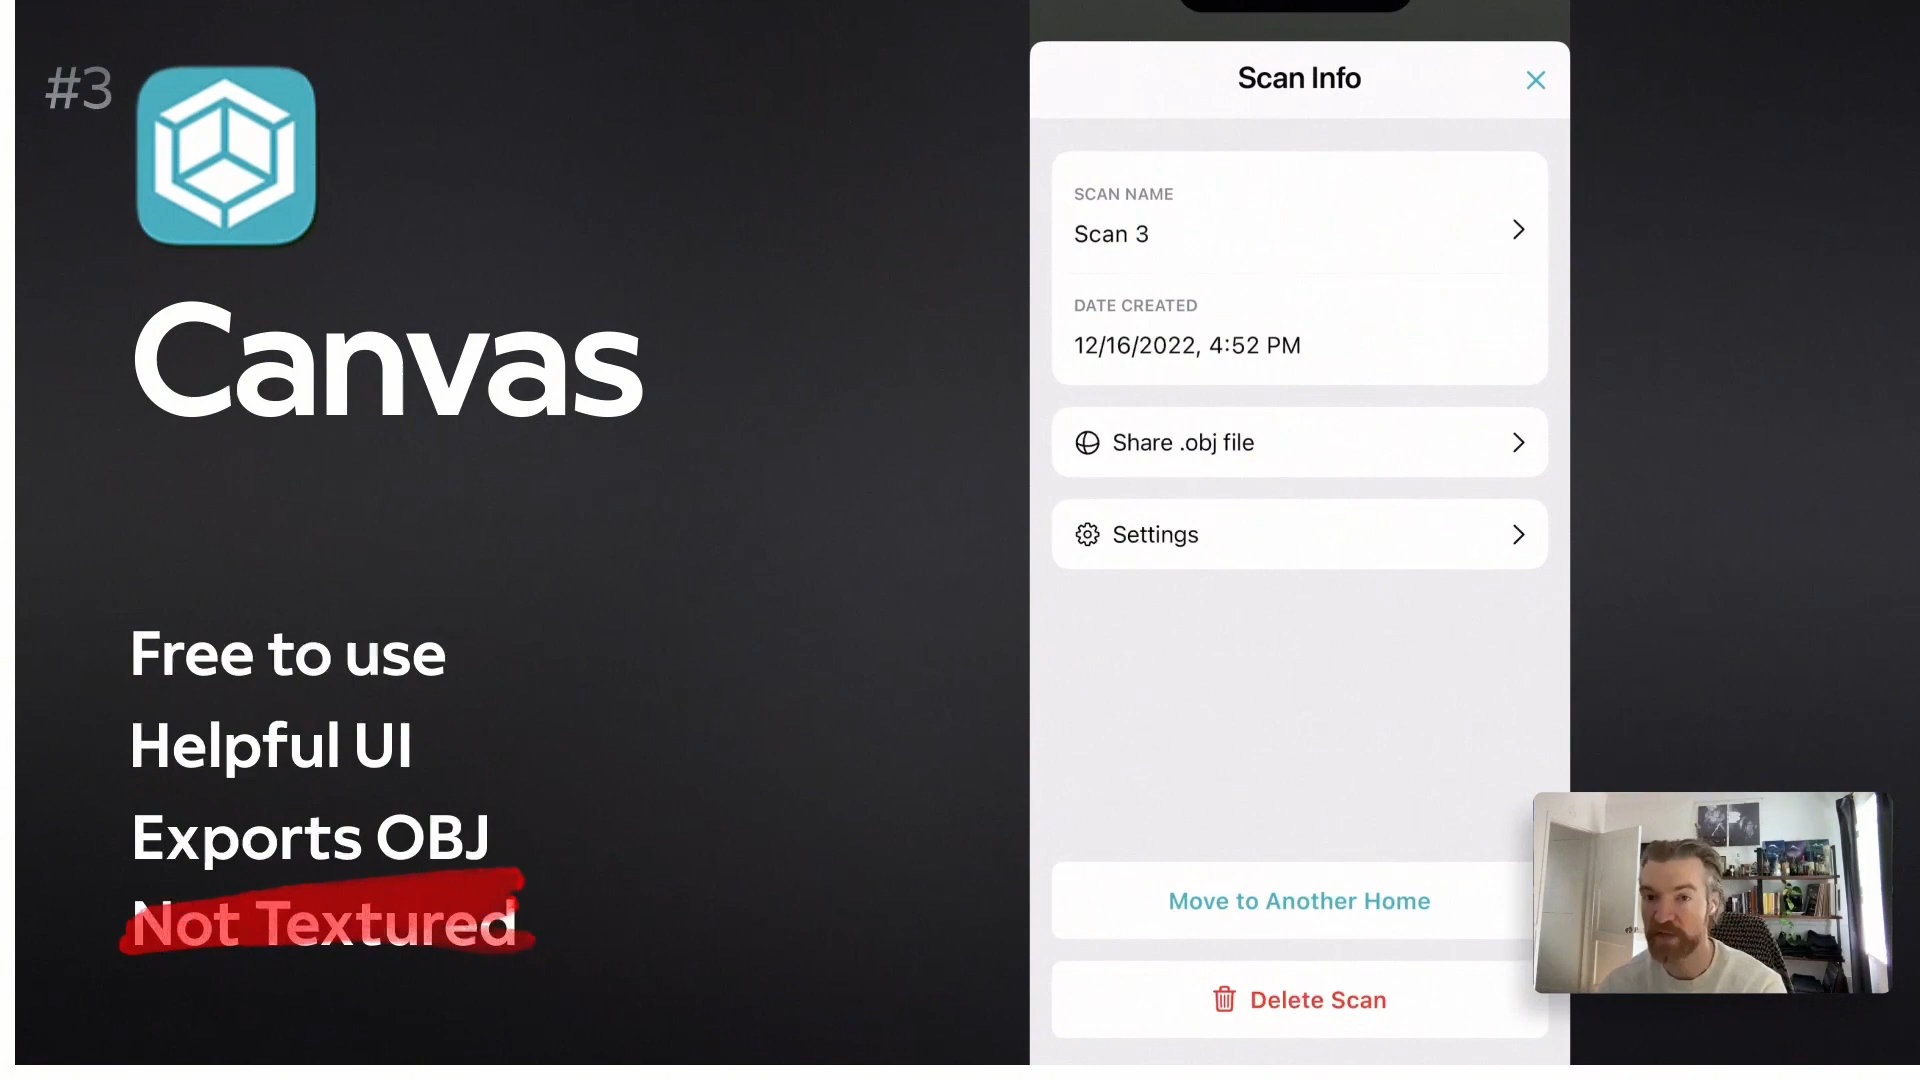 #3
Canvas
Free to use
Helpful UI
Exports OBJ
Not Textured
Scan Info
SCAN NAME
Scan 3
DATE CREATED
12/16/2022, 4:52 PM
Share .obj file
Settings
Move to Another Home
Delete Scan